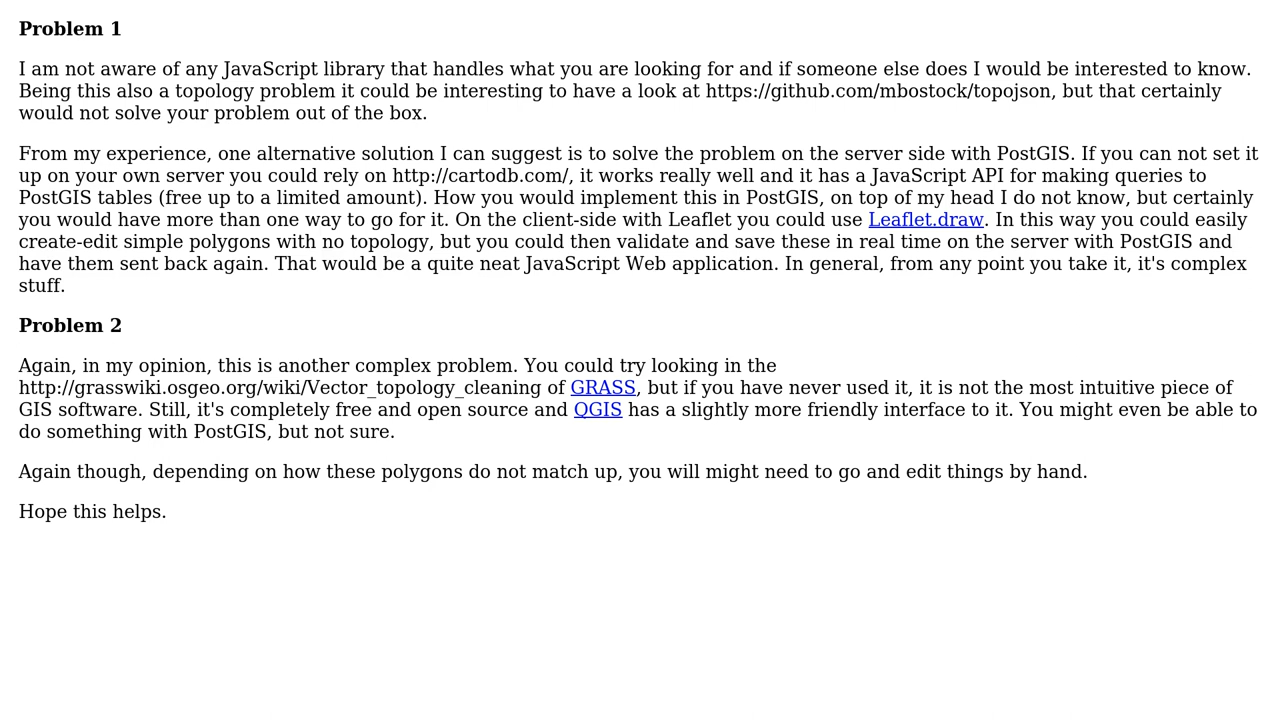 Problem 1
I am not aware of any JavaScript library that handles what you are looking for and if someone else does I would be interested to know.
Being this also a topology problem it could be interesting to have a look at https://github.com/mbostock/topojson, but that certainly
would not solve your problem out of the box.
From my experience, one alternative solution I can suggest is to solve the problem on the server side with PostGIS. If you can not set it
up on your own server you could rely on http://cartodb.com/, it works really well and it has a JavaScript API for making queries to
PostGIS tables (free up to a limited amount). How you would implement this in PostGIS, on top of my head I do not know, but certainly
you would have more than one way to go for it. On the client-side with Leaflet you could use Leaflet.draw. In this way you could easily
create-edit simple polygons with no topology, but you could then validate and save these in real time on the server with PostGIS and
have them sent back again. That would be a quite neat JavaScript Web application. In general, from any point you take it, it's complex
stuff.
Problem 2
Again, in my opinion, this is another complex problem. You could try looking in the
http://grasswiki.osgeo.org/wiki/Vector_topology_cleaning of GRASS, but if you have never used it, it is not the most intuitive piece of
GIS software. Still, it's completely free and open source and QGIS has a slightly more friendly interface to it. You might even be able to
do something with PostGIS, but not sure.
Again though, depending on how these polygons do not match up, you will might need to go and edit things by hand.
Hope this helps.